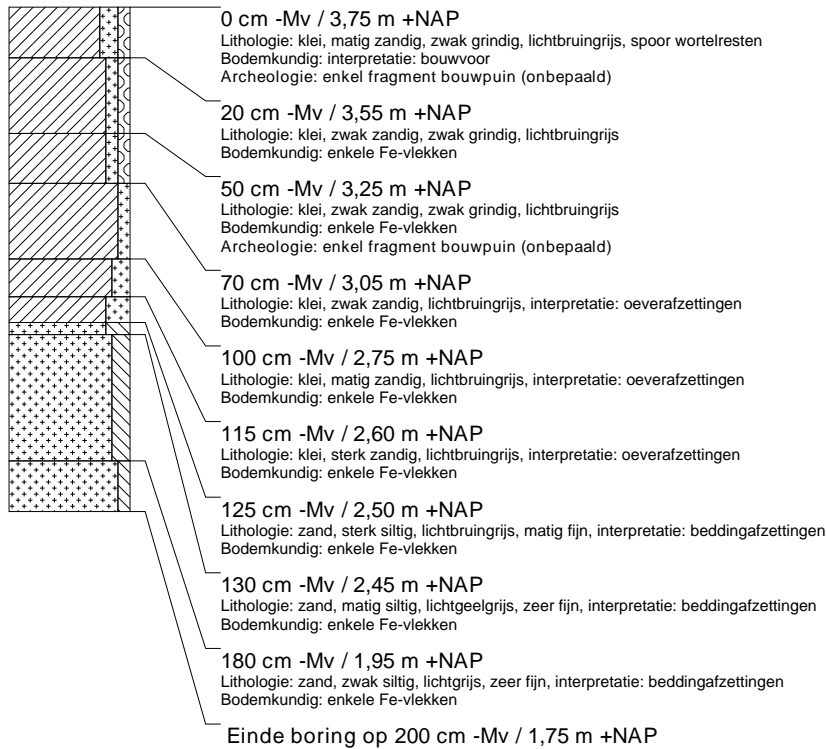 0 cm -Mv / 3,75 m +NAP
Lithologie: klei, matig zandig, zwak grindig, lichtbruingrijs, spoor wortelresten
Bodemkundig: interpretatie: bouwvoor
Archeologie: enkel fragment bouwpuin (onbepaald)
20 cm -Mv / 3,55 m +NAP
Lithologie: klei, zwak zandig, zwak grindig, lichtbruingrijs
Bodemkundig: enkele Fe-vlekken
50 cm -Mv / 3,25 m +NAP
Lithologie: klei, zwak zandig, zwak grindig, lichtbruingrijs
Bodemkundig: enkele Fe-vlekken
Archeologie: enkel fragment bouwpuin (onbepaald)
70 cm -Mv / 3,05 m +NAP
Lithologie: klei, zwak zandig, lichtbruingrijs, interpretatie: oeverafzettingen
Bodemkundig: enkele Fe-vlekken
100 cm -Mv / 2,75 m +NAP
Lithologie: klei, matig zandig, lichtbruingrijs, interpretatie: oeverafzettingen
Bodemkundig: enkele Fe-vlekken
115 cm -Mv / 2,60 m +NAP
Lithologie: klei, sterk zandig, lichtbruingrijs, interpretatie: oeverafzettingen
Bodemkundig: enkele Fe-vlekken
125 cm -Mv / 2,50 m +NAP
Lithologie: zand, sterk siltig, lichtbruingrijs, matig fijn, interpretatie: beddingafzettingen
Bodemkundig: enkele Fe-vlekken
130 cm -Mv / 2,45 m +NAP
Lithologie: zand, matig siltig, lichtgeelgrijs, zeer fijn, interpretatie: beddingafzettingen
Bodemkundig: enkele Fe-vlekken
180 cm -Mv / 1,95 m +NAP
Lithologie: zand, zwak siltig, lichtgrijs, zeer fijn, interpretatie: beddingafzettingen
Bodemkundig: enkele Fe-vlekken
Einde boring op 200 cm -Mv / 1,75 m +NAP